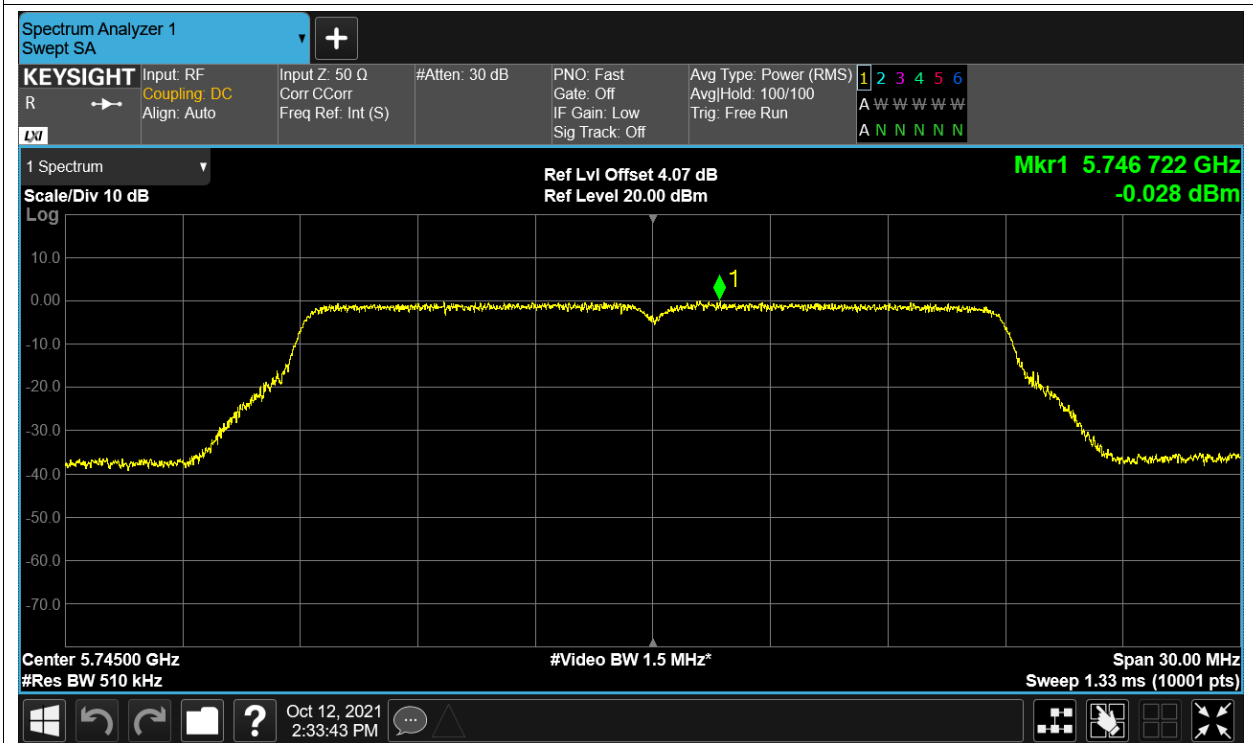 Spectrum Analyzer 1
Swept SA
+
KEYSIGHT Input: RF Input Z: 50 Ω #Atten: 30 dB PNO: Fast Avg Type: Power (RMS) 1 2 3 4 5 6
R Coupling: DC Corr CCorr Gate: Off Avg|Hold: 100/100 A W W W W W
Align: Auto Freq Ref: Int (S) IF Gain: Low Trig: Free Run
LXI Sig Track: Off A N N N N N
1 Spectrum
Ref Lvl Offset 4.07 dB Mkr1 5.746 722 GHz
Scale/Div 10 dB Ref Level 20.00 dBm -0.028 dBm
Log
10.0
1
0.00
-10.0
-20.0
-30.0
-40.0
-50.0
-60.0
-70.0
Center 5.74500 GHz #Video BW 1.5 MHz* Span 30.00 MHz
#Res BW 510 kHz Sweep 1.33 ms (10001 pts)
? Oct 12, 2021
2:33:43 PM